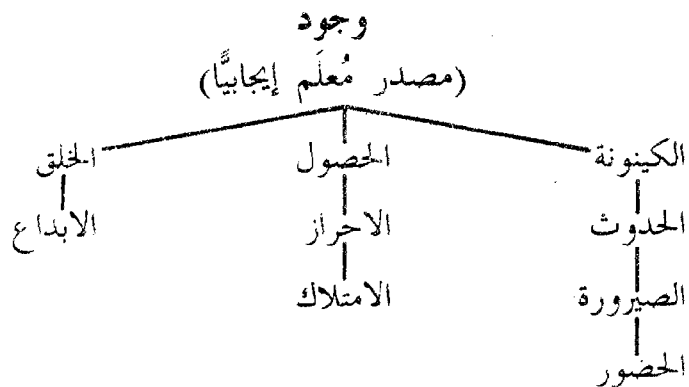 وجود
(مصدر مُعلَم إيجابيًّا)
الكينونة الحصول الخلق
الحدوث الاحراز الابداع
الصيرورة الامتلاك
الحضور